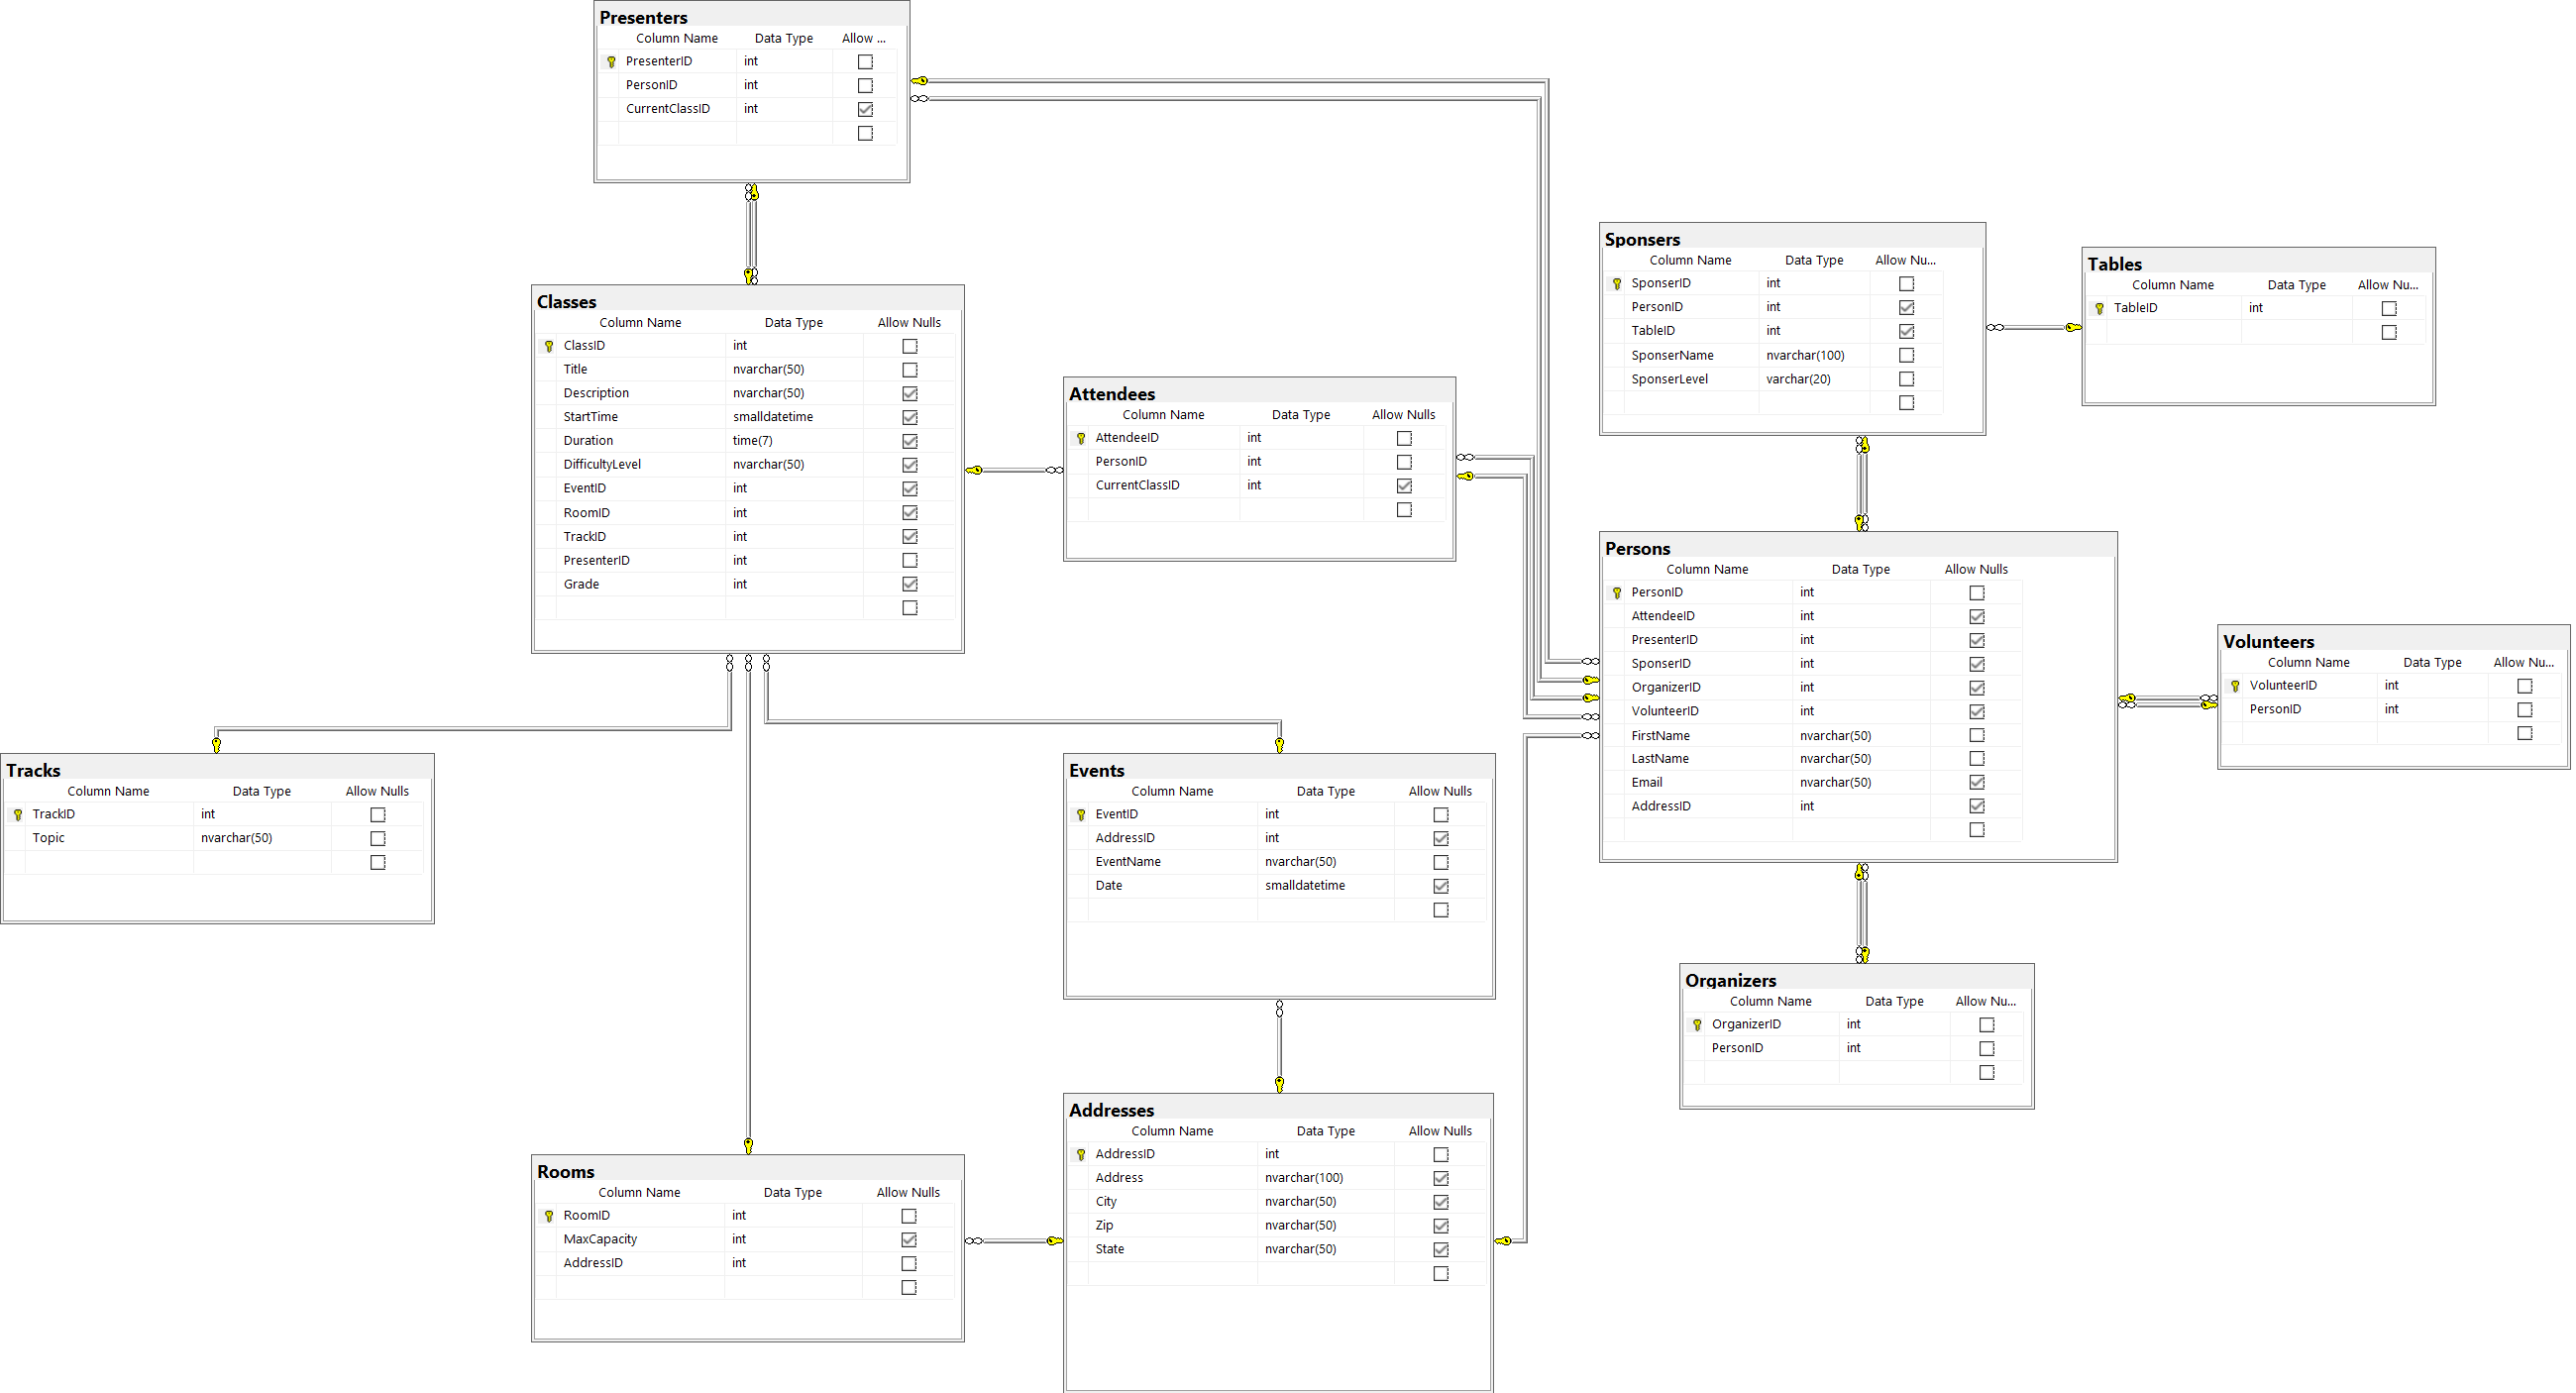 Presenters
Column Name Data Type Allow ...
PresenterID int
PersonID int
CurrentClassID int
Classes
Column Name Data Type Allow Nulls
ClassID int
Title nvarchar(50)
Description nvarchar(50)
StartTime smalldatetime
Duration time(7)
DifficultyLevel nvarchar(50)
EventID int
RoomID int
TrackID int
PresenterID int
Grade int
Attendees
Column Name Data Type Allow Nulls
AttendeeID int
PersonID int
CurrentClassID int
Sponsers
Column Name Data Type Allow Nu...
SponserID int
PersonID int
TableID int
SponserName nvarchar(100)
SponserLevel varchar(20)
Tables
Column Name Data Type Allow Nu...
TableID int
Persons
Column Name Data Type Allow Nulls
PersonID int
AttendeeID int
PresenterID int
SponserID int
OrganizerID int
VolunteerID int
FirstName nvarchar(50)
LastName nvarchar(50)
Email nvarchar(50)
AddressID int
Volunteers
Column Name Data Type Allow Nu...
VolunteerID int
PersonID int
Tracks
Column Name Data Type Allow Nulls
TrackID int
Topic nvarchar(50)
Events
Column Name Data Type Allow Nulls
EventID int
AddressID int
EventName nvarchar(50)
Date smalldatetime
Organizers
Column Name Data Type Allow Nu...
OrganizerID int
PersonID int
Rooms
Column Name Data Type Allow Nulls
RoomID int
MaxCapacity int
AddressID int
Addresses
Column Name Data Type Allow Nulls
AddressID int
Address nvarchar(100)
City nvarchar(50)
Zip nvarchar(50)
State nvarchar(50)